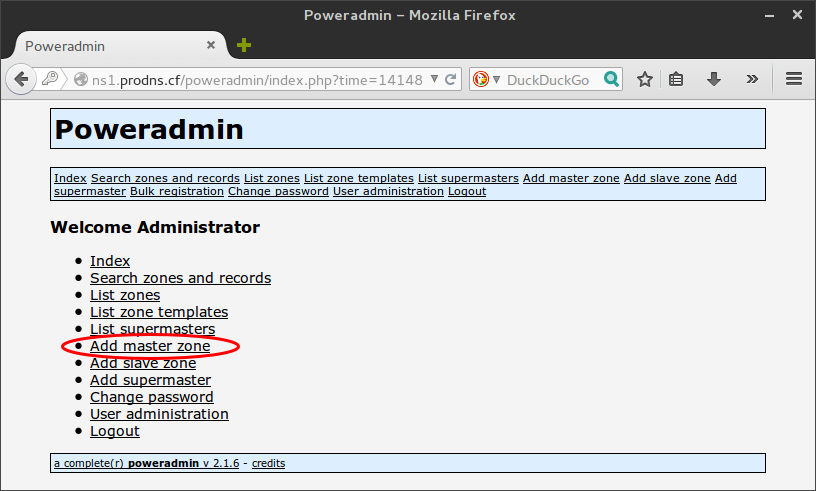 Poweradmin – Mozilla Firefox
Poweradmin
ns1.prodns.cf/poweradmin/index.php?time=14148
DuckDuckGo
Poweradmin
Index Search zones and records List zones List zone templates List supermasters Add master zone Add slave zone Add
supermaster Bulk registration Change password User administration Logout
Welcome Administrator
Index
Search zones and records
List zones
List zone templates
List supermasters
Add master zone
Add slave zone
Add supermaster
Change password
User administration
Logout
a complete(r) poweradmin v 2.1.6 - credits